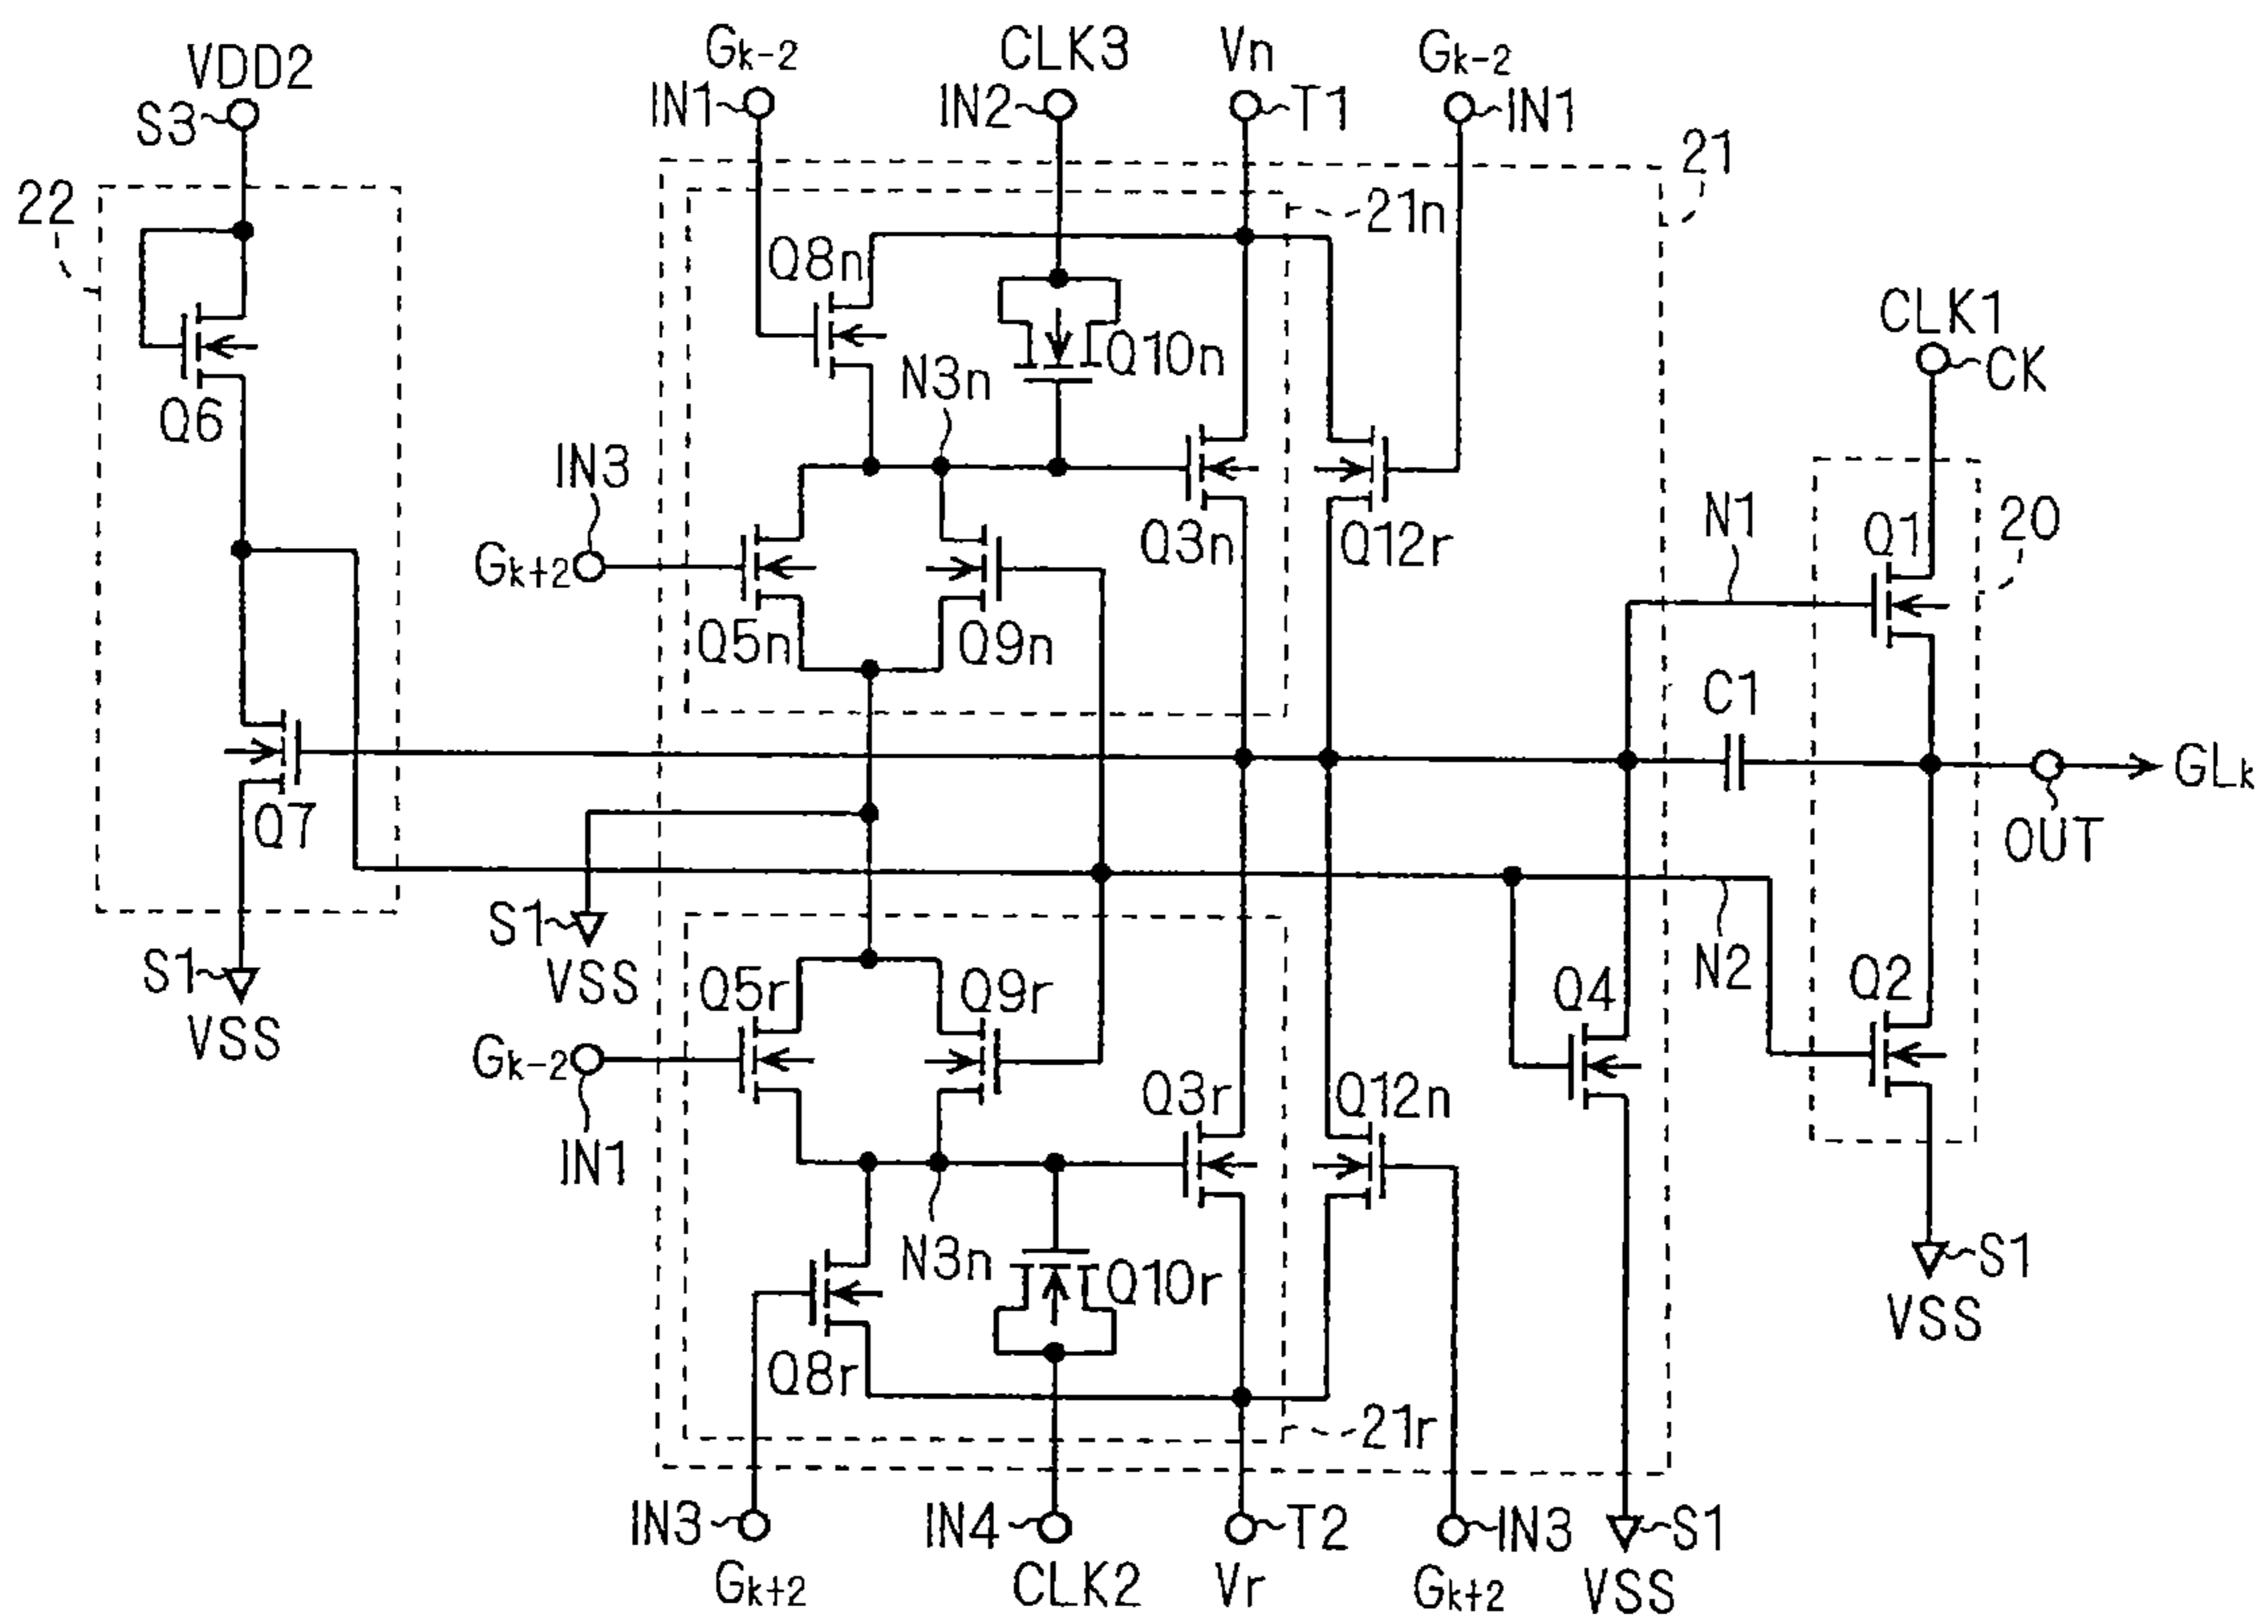 VDD2
S3
Gk-2
IN1
CLK3
IN2
Vn
T1
Gk-2
IN1
21
22
21n
Q8n
Q10n
N3n
CLK1
CK
Q6
IN3
Gk+2
Q5n
Q9n
Q3n
Q12r
N1
Q1
20
C1
GLk
OUT
Q7
S1
VSS
S1
VSS
Q5r
Q9r
Q4
N2
Q2
Gk-2
IN1
Q3r
Q12n
N3n
Q10r
Q8r
S1
VSS
21r
IN3
Gk+2
IN4
CLK2
T2
Vr
IN3
Gk+2
S1
VSS